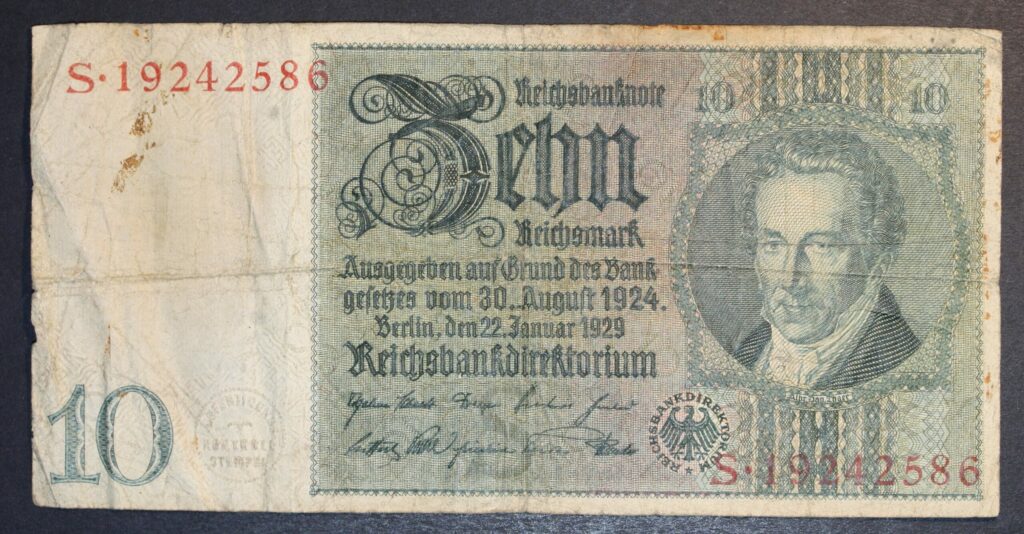 S·19242586
Reichsbanknote
10 10
Zehn
Reichsmark
Ausgegeben auf Grund des Bank-
gesetzes vom 30. August 1924.
Berlin, den 22. Januar 1929
Reichsbankdirektorium
REICHSBANKDIREKTORIUM
S·19242586
10